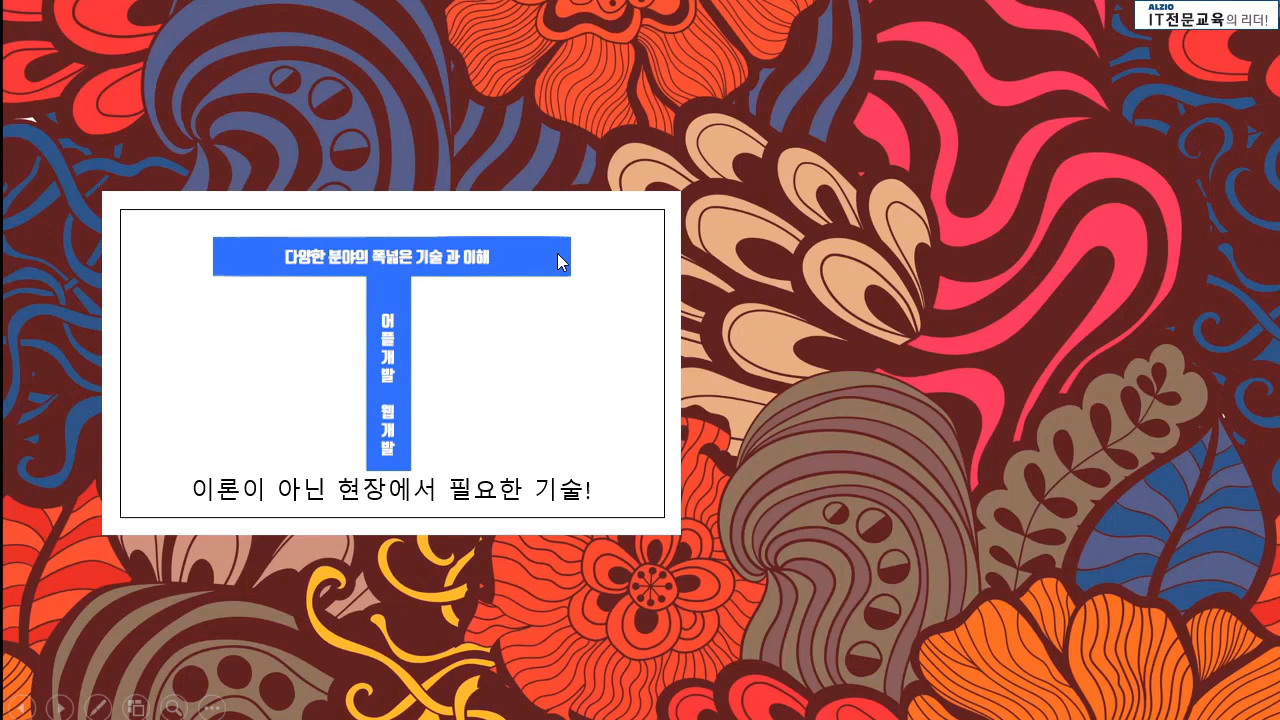 ALZIO
IT전문교육의 리더!
다양한 분야의 폭넓은 기술 과 이해
어플개발 웹개발
이론이 아닌 현장에서 필요한 기술!